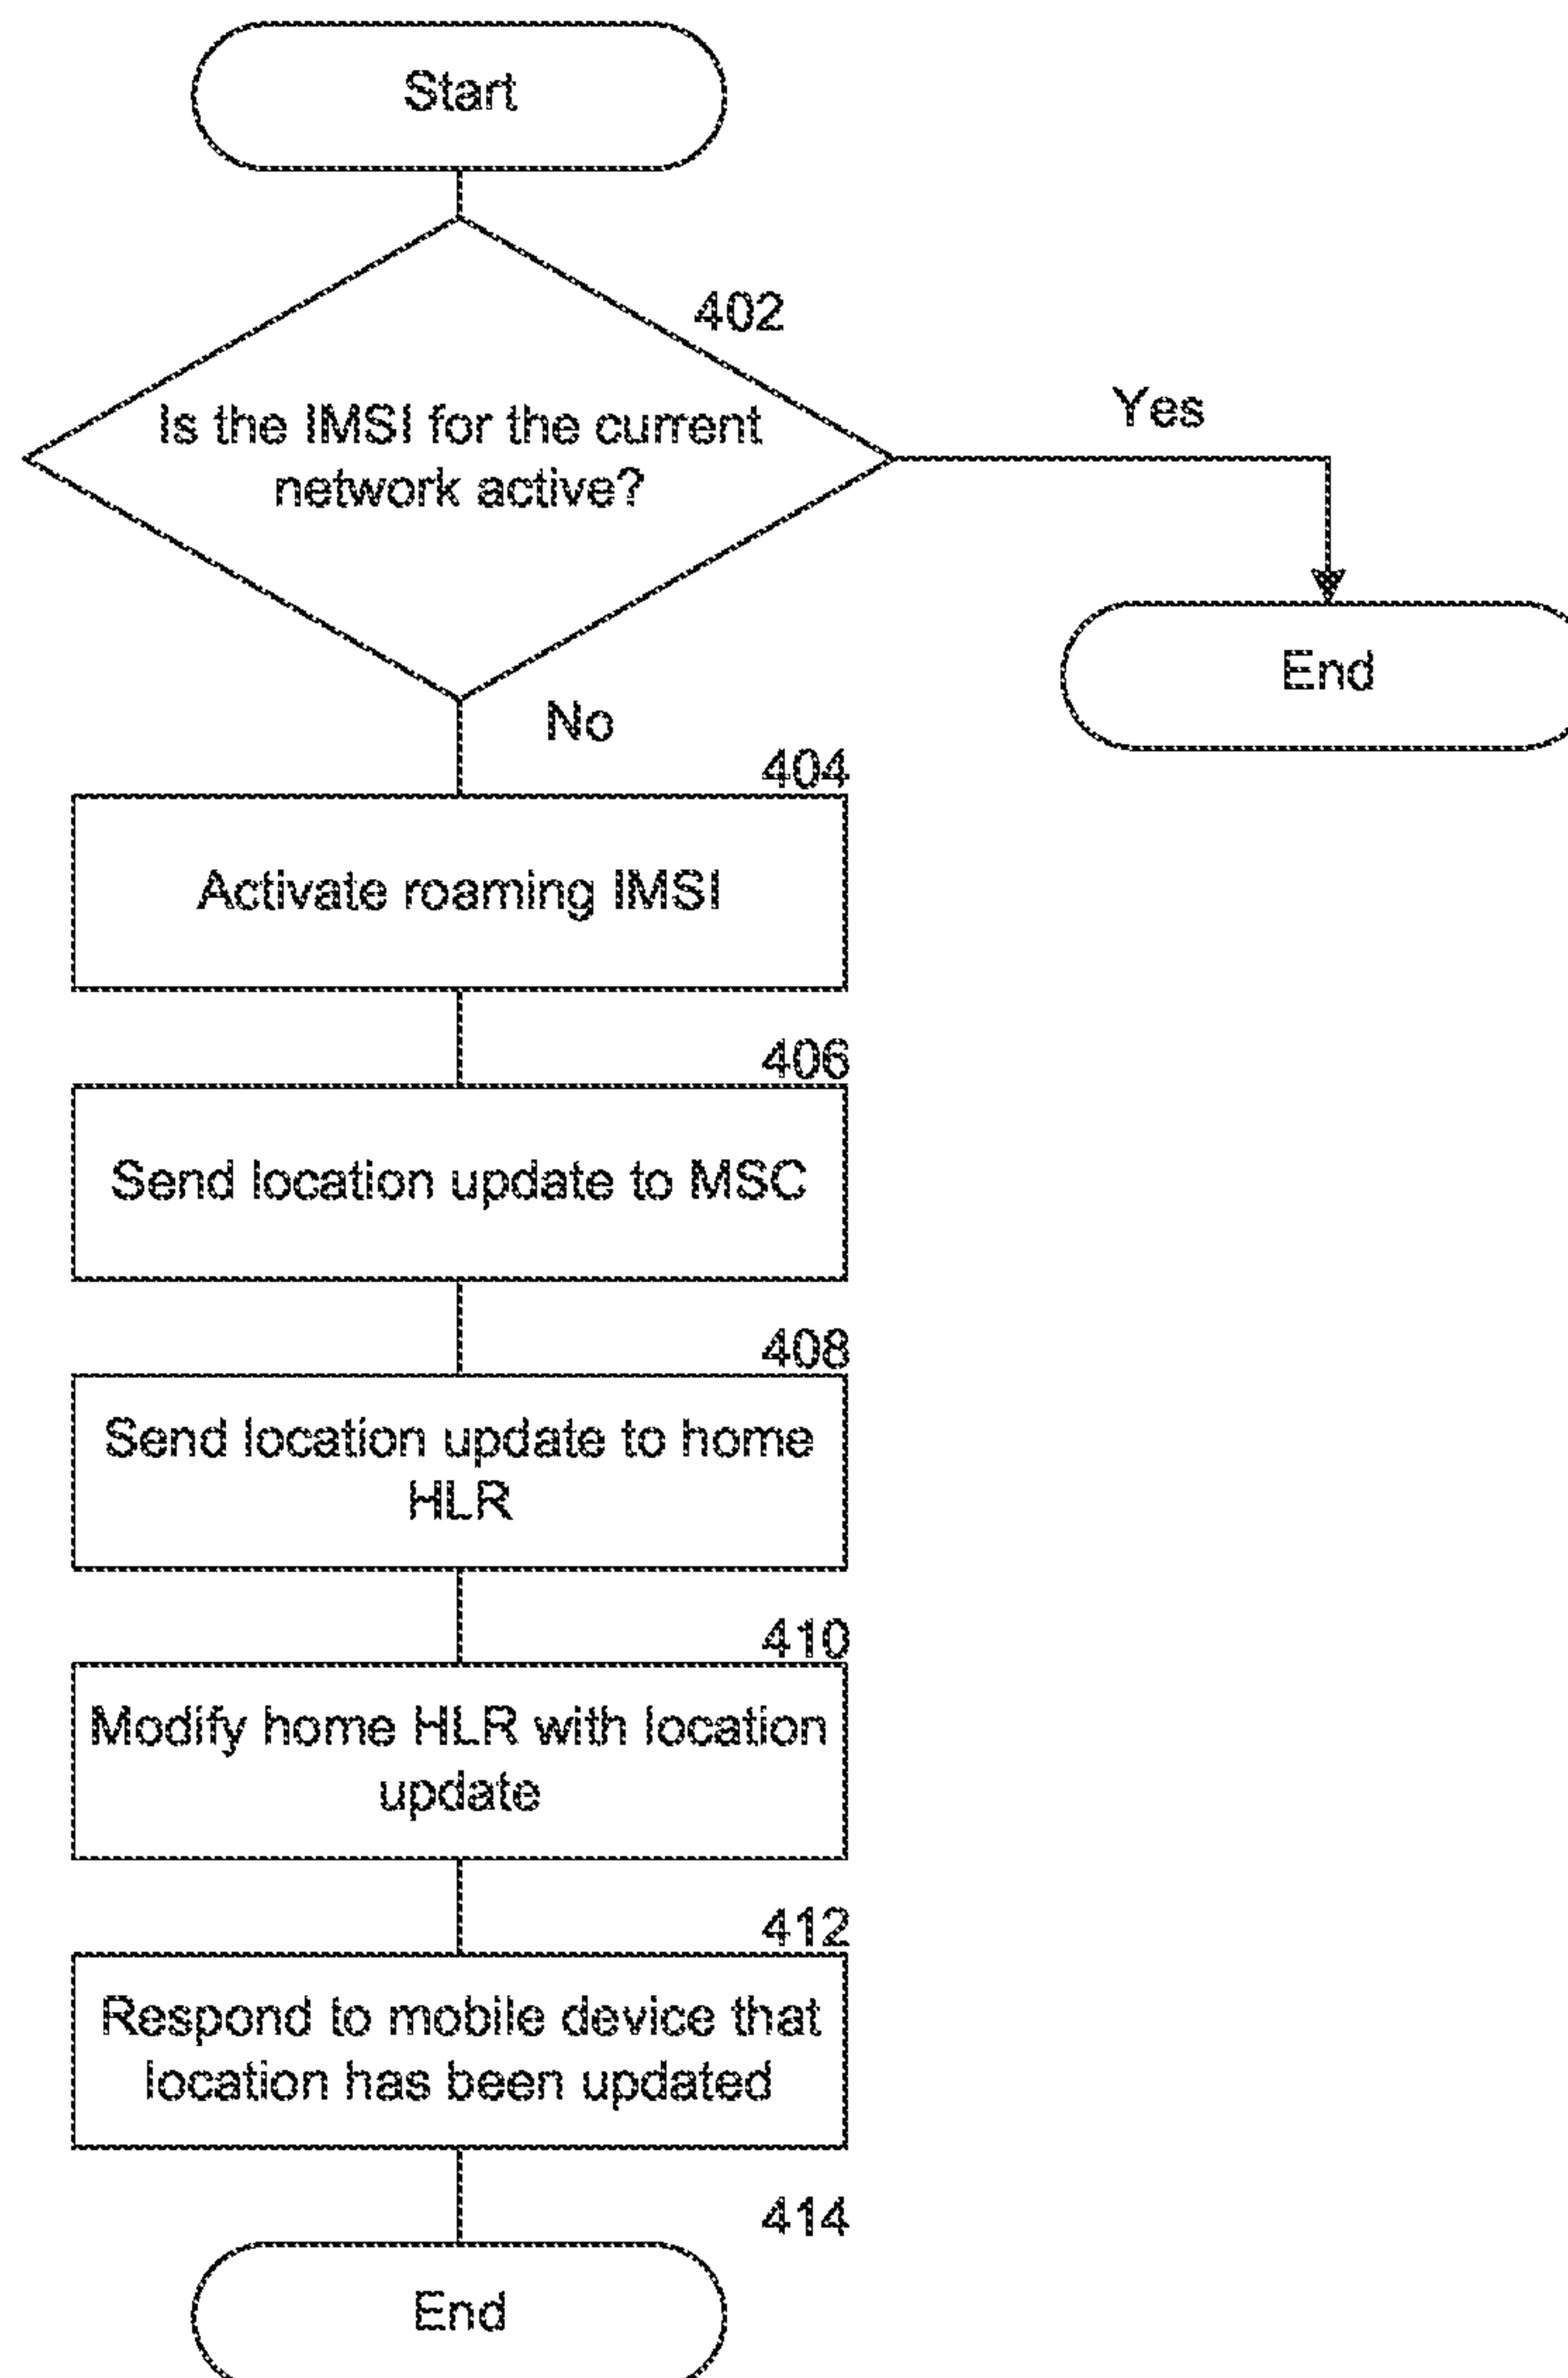 Start
402
Is the IMSI for the current
network active?
Yes
End
No
404
Activate roaming IMSI
406
Send location update to MSC
408
Send location update to home
HLR
410
Modify home HLR with location
update
412
Respond to mobile device that
location has been updated
414
End